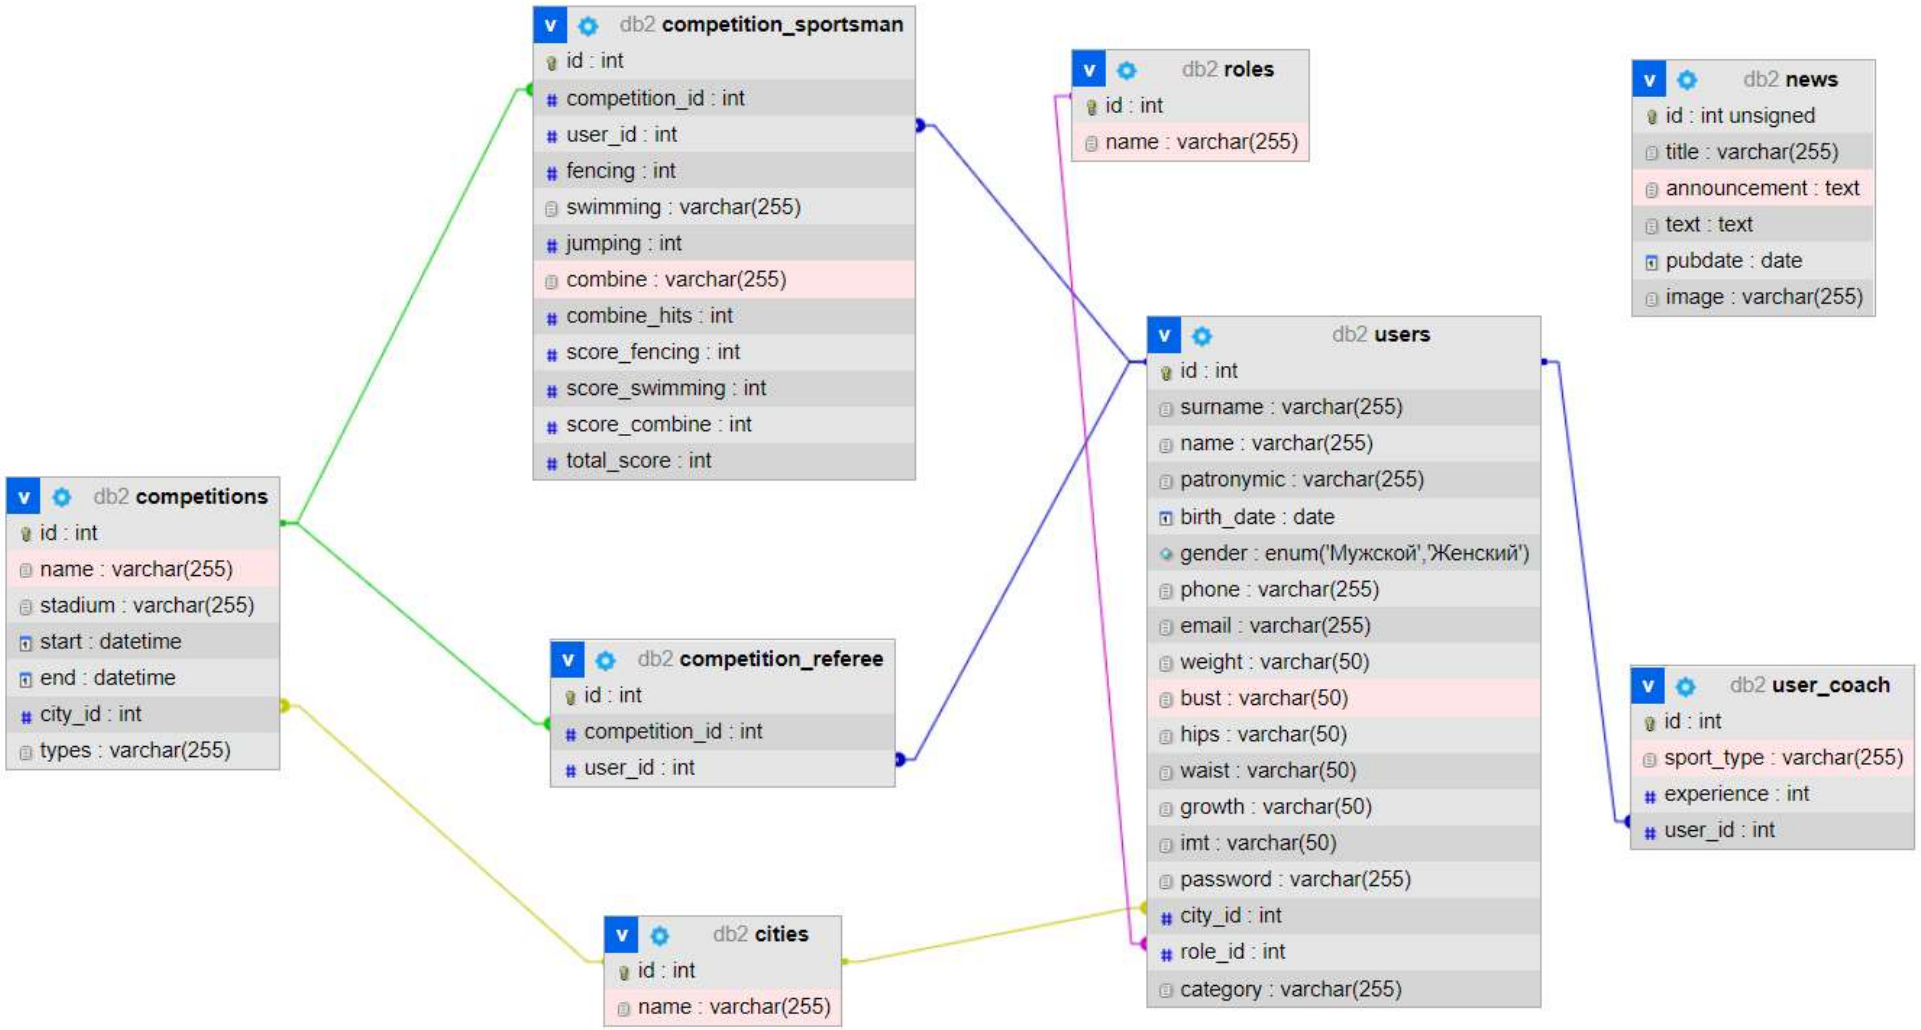 v db2 competition_sportsman
id : int
# competition_id : int
# user_id : int
# fencing : int
swimming : varchar(255)
# jumping : int
combine : varchar(255)
# combine_hits : int
# score_fencing : int
# score_swimming : int
# score_combine : int
# total_score : int
v db2 roles
id : int
name : varchar(255)
v db2 news
id : int unsigned
title : varchar(255)
announcement : text
text : text
pubdate : date
image : varchar(255)
v db2 users
id : int
surname : varchar(255)
name : varchar(255)
patronymic : varchar(255)
birth_date : date
gender : enum('Мужской','Женский')
phone : varchar(255)
email : varchar(255)
weight : varchar(50)
bust : varchar(50)
hips : varchar(50)
waist : varchar(50)
growth : varchar(50)
imt : varchar(50)
password : varchar(255)
# city_id : int
# role_id : int
category : varchar(255)
v db2 competitions
id : int
name : varchar(255)
stadium : varchar(255)
start : datetime
end : datetime
# city_id : int
types : varchar(255)
v db2 competition_referee
id : int
# competition_id : int
# user_id : int
v db2 user_coach
id : int
sport_type : varchar(255)
# experience : int
# user_id : int
v db2 cities
id : int
name : varchar(255)